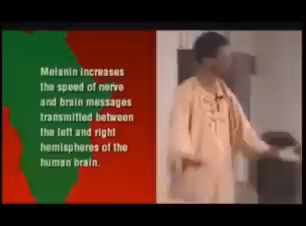 Melanin increases
the speed of nerve
and brain messages
transmitted between
the left and right
hemispheres of the
human brain.